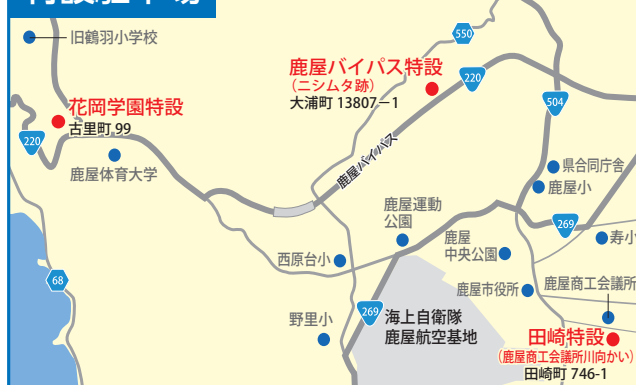 旧鶴羽小学校
550
鹿屋バイパス特設
(ニシムタ跡)
大浦町 13807−1
220
504
花岡学園特設
古里町 99
220
鹿屋体育大学
鹿屋バイパス
県合同庁舎
鹿屋小
鹿屋運動
公園
269
寿小
鹿屋
中央公園
西原台小
68
鹿屋市役所
鹿屋商工会議所
269
海上自衛隊
鹿屋航空基地
野里小
田崎特設
(鹿屋商工会議所川向かい)
田崎町 746-1